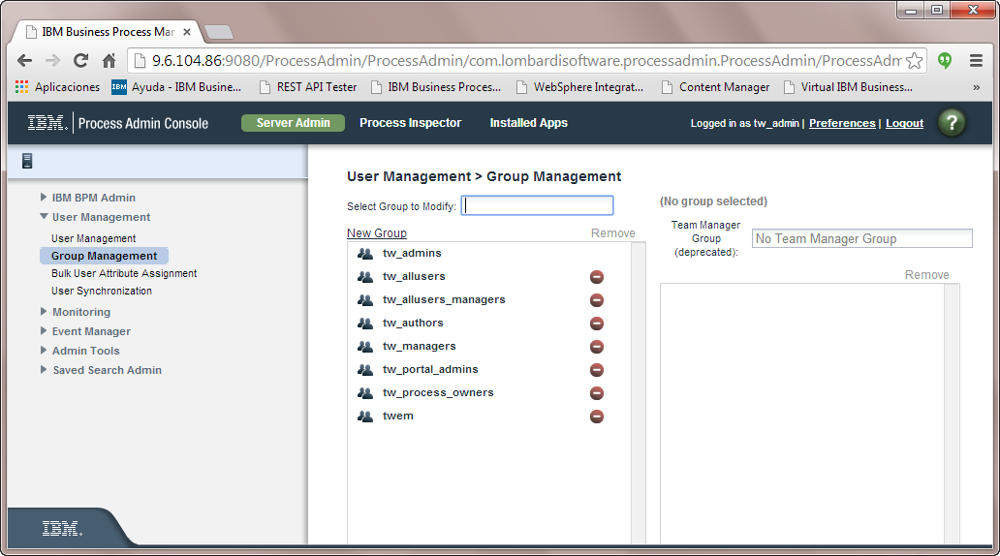 IBM Business Process Mar
9.6.104.86:9080/ProcessAdmin/ProcessAdmin/com.lombardisoftware.processadmin.ProcessAdmin/ProcessAdm
Aplicaciones IBM Ayuda - IBM Busine... REST API Tester IBM Business Proces... WebSphere Integrat... Content Manager Virtual IBM Business... »
IBM. Process Admin Console Server Admin Process Inspector Installed Apps Logged in as tw_admin | Preferences | Logout ?
User Management > Group Management
IBM BPM Admin
User Management
User Management
Group Management
Bulk User Attribute Assignment
User Synchronization
Monitoring
Event Manager
Admin Tools
Saved Search Admin
Select Group to Modify:
New Group Remove
tw_admins
tw_allusers
tw_allusers_managers
tw_authors
tw_managers
tw_portal_admins
tw_process_owners
twem
(No group selected)
Team Manager
Group
(deprecated):
No Team Manager Group
Remove
IBM.